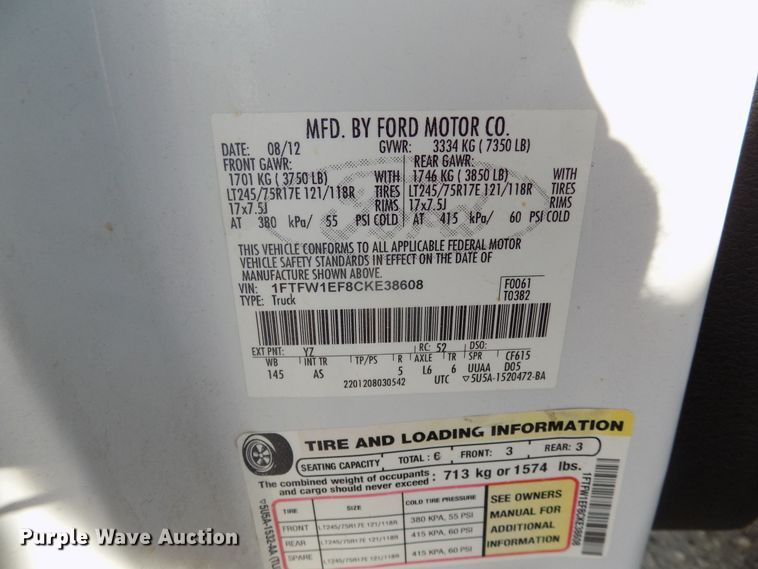 MFD. BY FORD MOTOR CO.
DATE: 08/12 GVWR: 3334 KG ( 7350 LB)
FRONT GAWR: REAR GAWR:
1701 KG ( 3750 LB) WITH 1746 KG ( 3850 LB) WITH
LT245/75R17E 121/118R TIRES LT245/75R17E 121/118R TIRES
17x7.5J RIMS 17x7.5J RIMS
AT 380 kPa/ 55 PSI COLD AT 415 kPa/ 60 PSI COLD
THIS VEHICLE CONFORMS TO ALL APPLICABLE FEDERAL MOTOR
VEHICLE SAFETY STANDARDS IN EFFECT ON THE DATE OF
MANUFACTURE SHOWN ABOVE.
VIN: 1FTFW1EF8CKE38608 F0061
TYPE: Truck T0382
EXT PNT: YZ RC: 52 DSO:
WB INT TR TP/PS R AXLE TR SPR CF615
145 AS 5 L6 6 UUAA D05
2201208030542 UTC ▽5U5A-1520472-BA
TIRE AND LOADING INFORMATION
SEATING CAPACITY TOTAL : 6 FRONT: 3 REAR: 3
The combined weight of occupants and cargo should never exceed : 713 kg or 1574 lbs.
TIRE SIZE COLD TIRE PRESSURE
FRONT LT245/75R17E 121/118R 380 KPA, 55 PSI
REAR LT245/75R17E 121/118R 415 KPA, 60 PSI
SPARE LT245/75R17E 121/118R 415 KPA, 60 PSI
SEE OWNERS
MANUAL FOR
ADDITIONAL
INFORMATION
1FTFW1EF8CKE38608
Purple Wave Auction